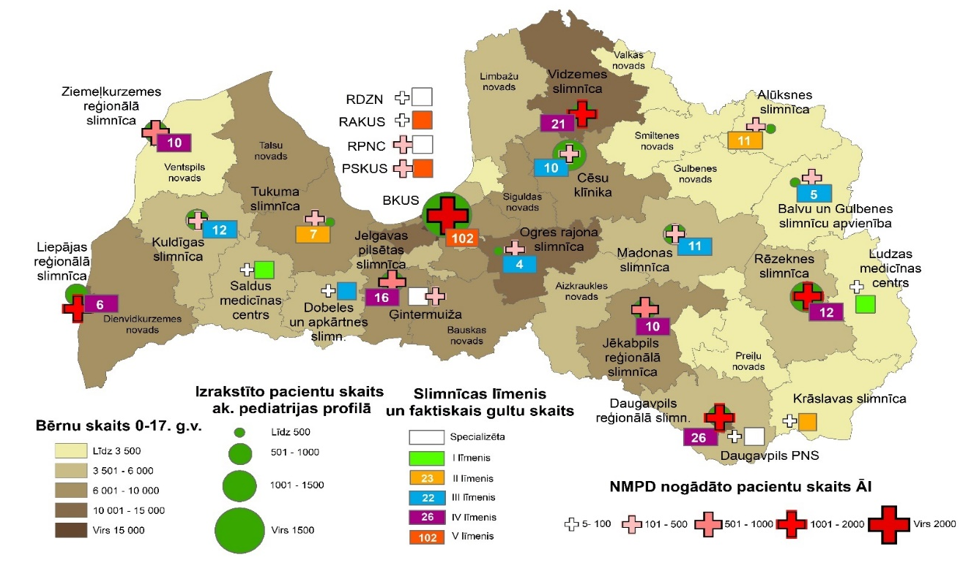 Ziemeļkurzemes
reģionālā
slimnīca
10
Ventspils
novads
Talsu
novads
Limbažu
novads
Valkas
novads
Vidzemes
slimnīca
21
RDZN
RAKUS
RPNC
PSKUS
Alūksnes
slimnīca
11
Smiltenes
novads
Gulbenes
novads
10
Cēsu
klīnika
Siguldas
novads
5
Balvu un Gulbenes
slimnīcu apvienība
Tukuma
slimnīca
7
BKUS
102
12
Kuldīgas
slimnīca
Liepājas
reģionālā
slimnīca
6
Dienvidkurzemes
novads
Jelgavas
pilsētas
slimnīca
16
Ogres rajona
slimnīca
4
11
Madonas
slimnīca
Rēzeknes
slimnīca
12
Ludzas
medicīnas
centrs
Saldus
medicīnas
centrs
Dobeles
un apkārtnes
slimn.
Ģintermuiža
Bauskas
novads
Aizkraukles
novads
10
Jēkabpils
reģionālā
slimnīca
Preiļu
novads
Krāslavas slimnīca
Daugavpils
reģionālā slimn.
26
Daugavpils PNS
Bērnu skaits 0-17. g.v.
Līdz 3 500
3 501 - 6 000
6 001 - 10 000
10 001 - 15 000
Virs 15 000
Izrakstīto pacientu skaits
ak. pediatrijas profilā
Līdz 500
501 - 1000
1001 - 1500
Virs 1500
Slimnīcas līmenis
un faktiskais gultu skaits
Specializēta
I līmenis
23 II līmenis
22 III līmenis
26 IV līmenis
102 V līmenis
NMPD nogādāto pacientu skaits ĀI
5- 100
101 - 500
501 - 1000
1001 - 2000
Virs 2000